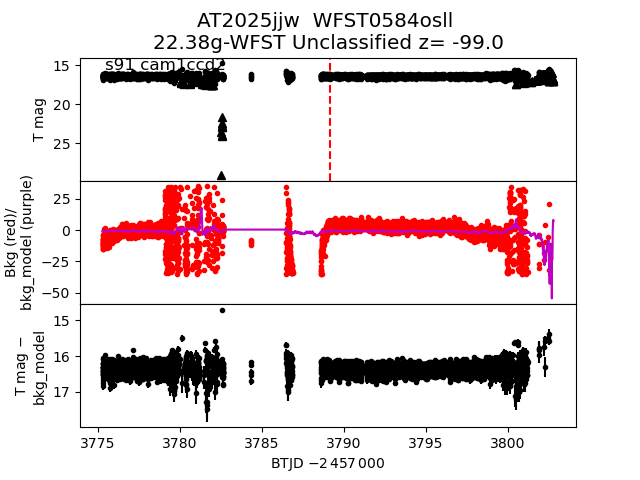 AT2025jjw  WFST0584osll
22.38g-WFST Unclassified z= -99.0
s91 cam1ccd2
15
20
25
T mag
25
0
−25
−50
Bkg (red)/
bkg_model (purple)
15
16
17
T mag −
bkg_model
3775 3780 3785 3790 3795 3800
BTJD −2 457 000